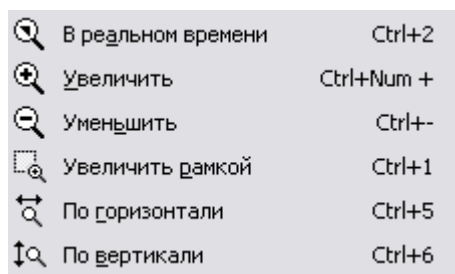 В реальном времени Ctrl+2
Увеличить Ctrl+Num +
Уменьшить Ctrl+-
Увеличить рамкой Ctrl+1
По горизонтали Ctrl+5
По вертикали Ctrl+6